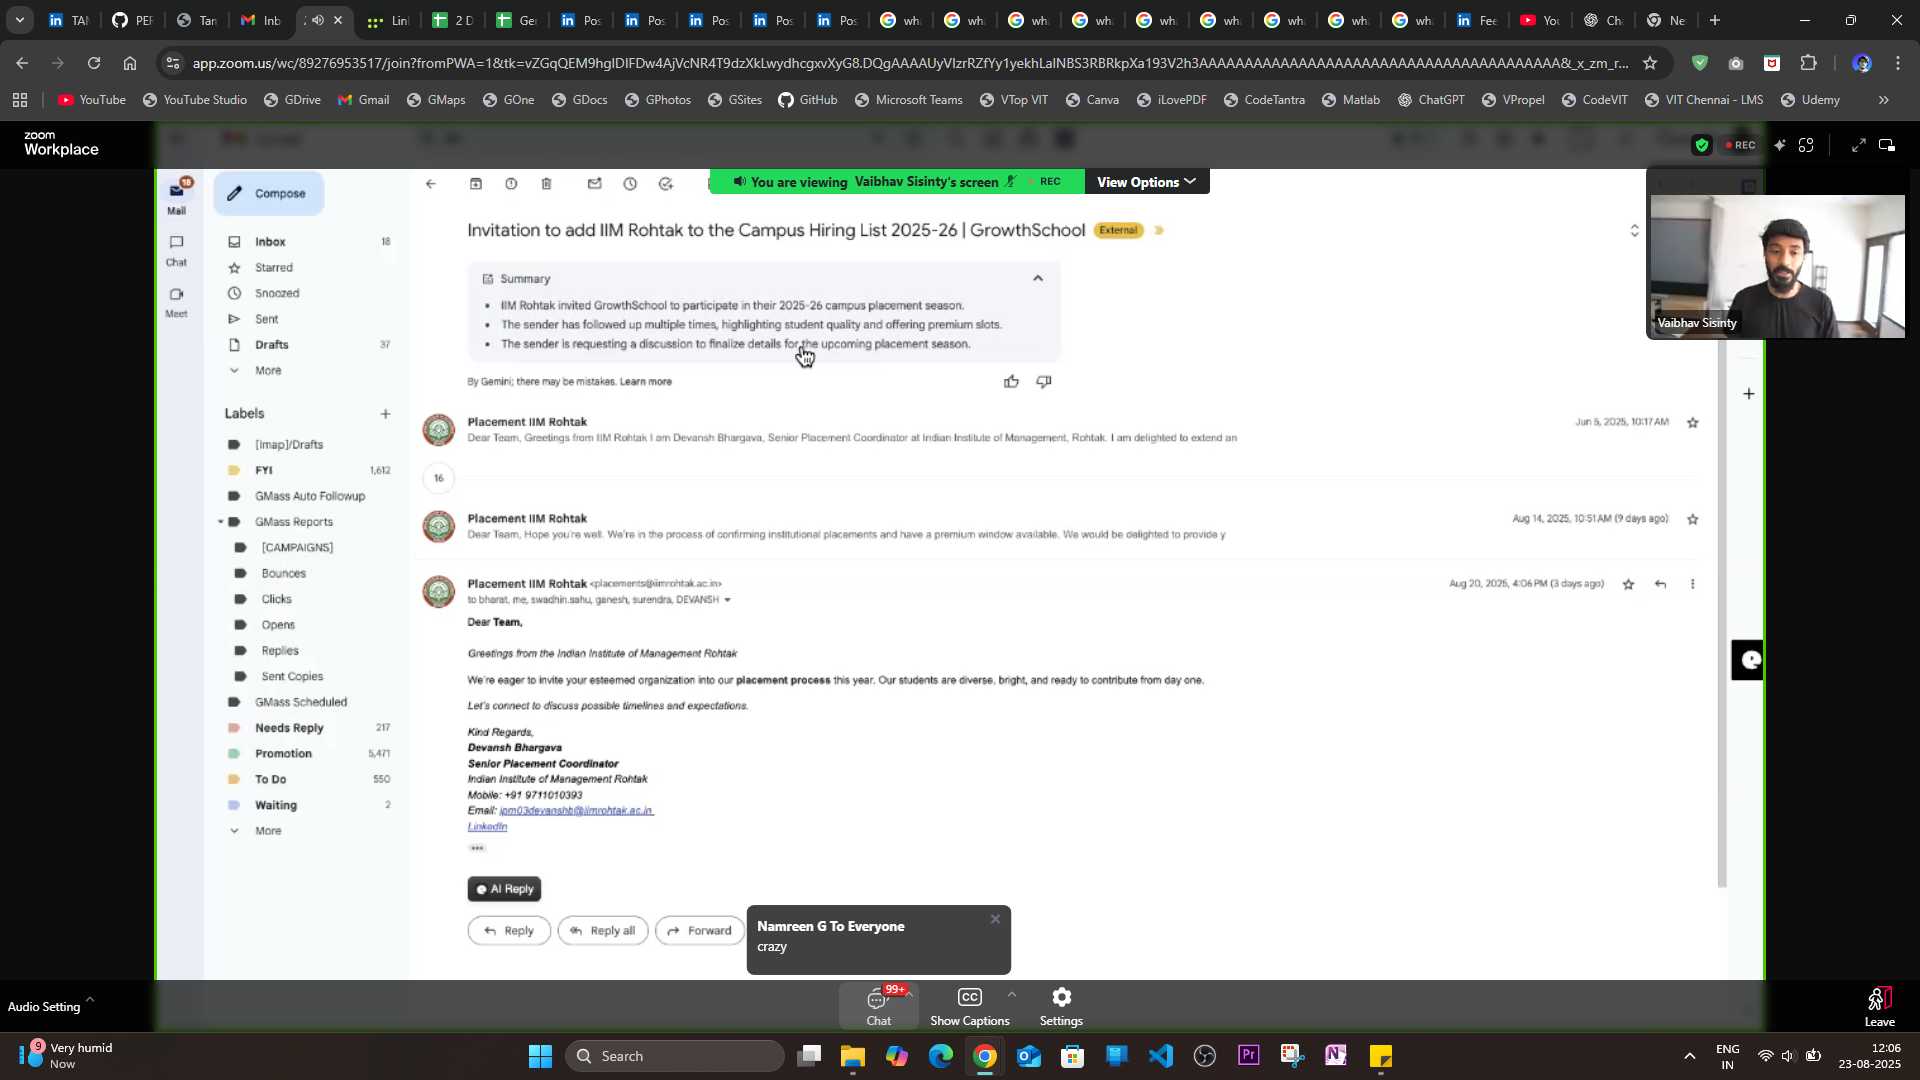 TAN
PEF
Tan
Inb
Lin
2 D
Ger
Pos
Pos
Pos
Pos
Pos
wha
wha
wha
wha
wha
wha
wha
wha
wha
Fee
You
Cha
Ne
app.zoom.us/wc/89276953517/join?fromPWA=1&tk=
YouTube
YouTube Studio
GDrive
Gmail
GMaps
GOne
GDocs
GPhotos
GSites
GitHub
Microsoft Teams
VTop VIT
Canva
iLovePDF
CodeTantra
Matlab
ChatGPT
VPropel
CodeVIT
VIT Chennai - LMS
Udemy
zoom
Workplace
REC
You are viewing Vaibhav Sisinty's screen
REC
View Options
18
Mail
Chat
Meet
Compose
Inbox 18
Starred
Snoozed
Sent
Drafts 37
More
Labels
[Imap]/Drafts
FYI 1,612
GMass Auto Followup
GMass Reports
[CAMPAIGNS]
Bounces
Clicks
Opens
Replies
Sent Copies
GMass Scheduled
Needs Reply 217
Promotion 5,471
To Do 550
Waiting 2
More
Invitation to add IIM Rohtak to the Campus Hiring List 2025-26 | GrowthSchool External
Summary
• IIM Rohtak invited GrowthSchool to participate in their 2025-26 campus placement season.
• The sender has followed up multiple times, highlighting student quality and offering premium slots.
• The sender is requesting a discussion to finalize details for the upcoming placement season.
By Gemini; there may be mistakes. Learn more
Placement IIM Rohtak Jun 5, 2025, 10:17 AM
Dear Team, Greetings from IIM Rohtak I am Devansh Bhargava, Senior Placement Coordinator at Indian Institute of Management, Rohtak. I am delighted to extend an
16
Placement IIM Rohtak Aug 14, 2025, 10:51 AM (9 days ago)
Dear Team, Hope you're well. We're in the process of confirming institutional placements and have a premium window available. We would be delighted to provide y
Placement IIM Rohtak <placements@iimrohtak.ac.in> Aug 20, 2025, 4:06 PM (3 days ago)
to bharat, me, swadhin.sahu, ganesh, surendra, DEVANSH
Dear Team,
Greetings from the Indian Institute of Management Rohtak
We're eager to invite your esteemed organization into our placement process this year. Our students are diverse, bright, and ready to contribute from day one.
Let's connect to discuss possible timelines and expectations.
Kind Regards,
Devansh Bhargava
Senior Placement Coordinator
Indian Institute of Management Rohtak
Mobile: +91 9711010393
Email: ipm03devanshb@iimrohtak.ac.in
LinkedIn
AI Reply
Reply
Reply all
Forward
Vaibhav Sisinty
Namreen G To Everyone
crazy
Audio Setting
99+
Chat
CC
Show Captions
Settings
Leave
9
Very humid
Now
Search
Pr
N
ENG
IN
12:06
23-08-2025